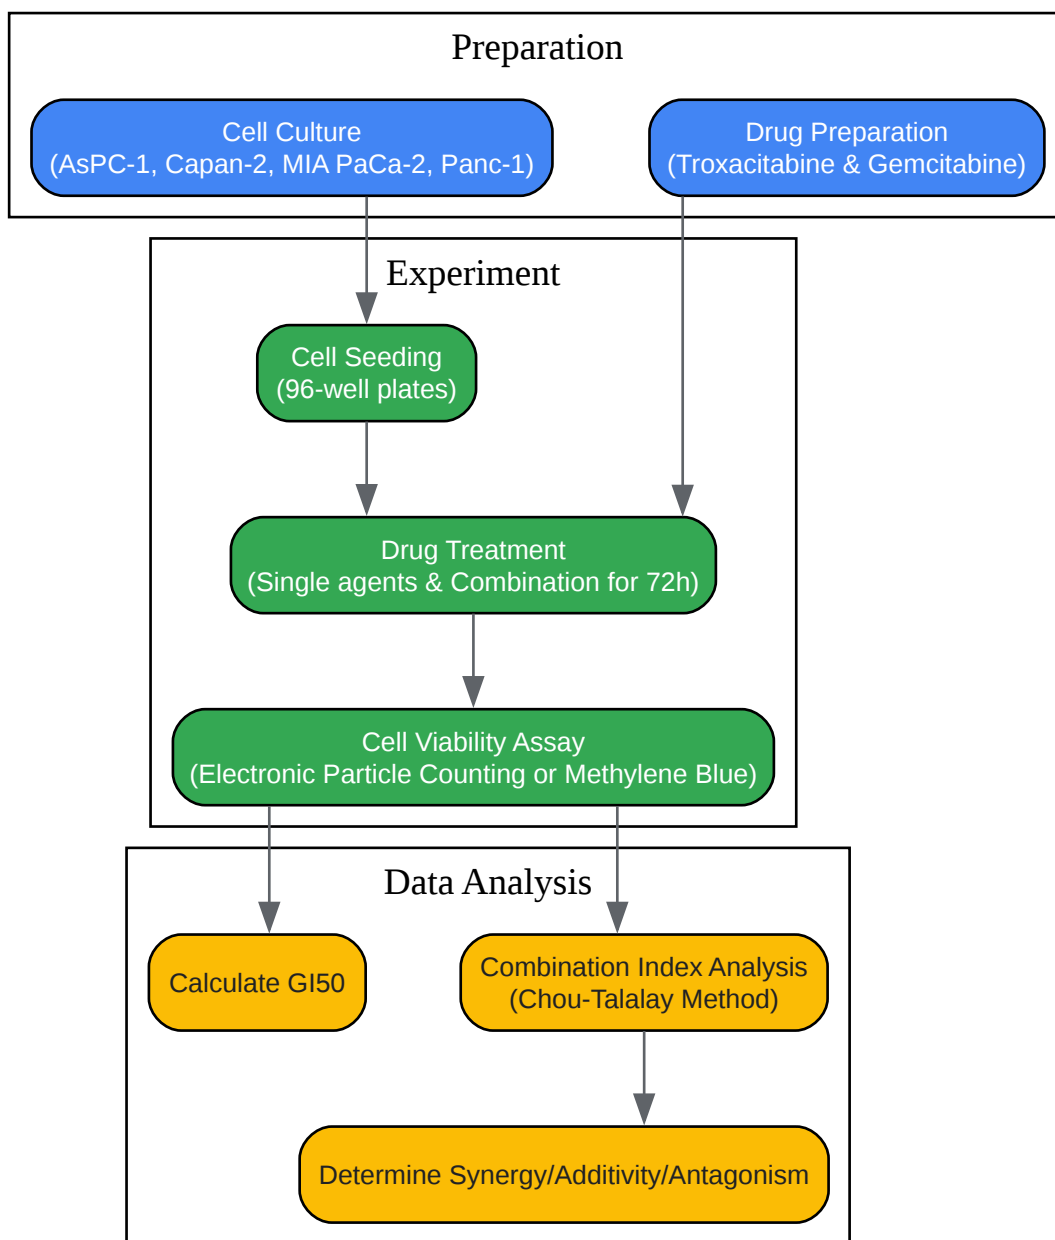 Preparation
Cell Culture
(AsPC-1, Capan-2, MIA PaCa-2, Panc-1)
Drug Preparation
(Troxacitabine & Gemcitabine)
Experiment
Cell Seeding
(96-well plates)
Drug Treatment
(Single agents & Combination for 72h)
Cell Viability Assay
(Electronic Particle Counting or Methylene Blue)
Data Analysis
Calculate GI50
Combination Index Analysis
(Chou-Talalay Method)
Determine Synergy/Additivity/Antagonism